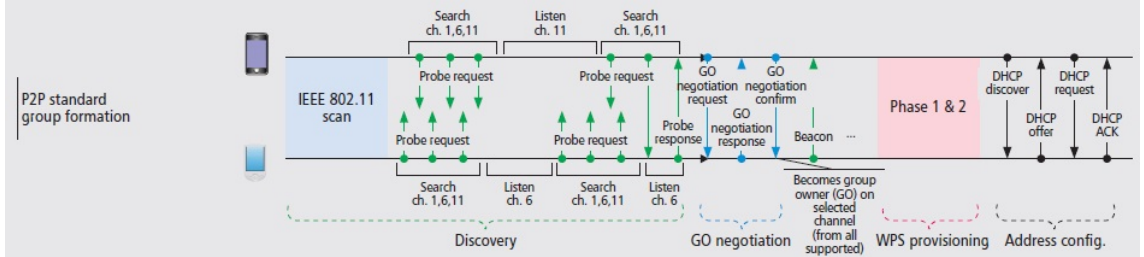 P2P standard
group formation
Search
ch. 1,6,11
Listen
ch. 11
Search
ch. 1,6,11
IEEE 802.11
scan
Probe request
Probe request
Probe request
Probe request
Probe
response
GO
negotiation
request
GO
negotiation
response
GO
negotiation
confirm
Beacon
...
Phase 1 & 2
DHCP
discover
DHCP
offer
DHCP
request
DHCP
ACK
Search
ch. 1,6,11
Listen
ch. 6
Search
ch. 1,6,11
Listen
ch. 6
Becomes group
owner (GO) on
selected
channel
(from all
supported)
Discovery
GO negotiation
WPS provisioning
Address config.